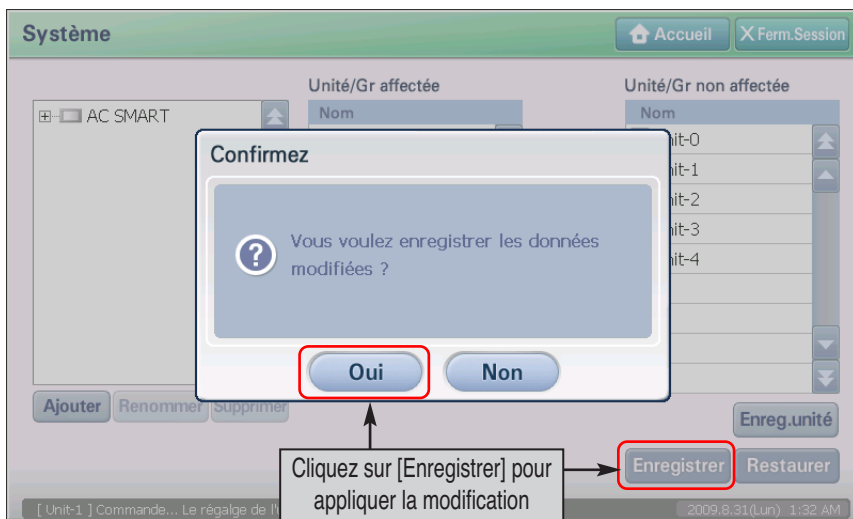 Système
Accueil
X Ferm.Session
Unité/Gr affectée
Unité/Gr non affectée
AC SMART
Nom
Nom
Confirmez
Vous voulez enregistrer les données
modifiées ?
Oui
Non
nit-0
nit-1
nit-2
nit-3
nit-4
Ajouter
Renommer
Supprimer
Enreg.unité
Cliquez sur [Enregistrer] pour
appliquer la modification
Enregistrer
Restaurer
[ Unit-1 ] Commande... Le régalge de l'
2009.8.31(Lun) 1:32 AM